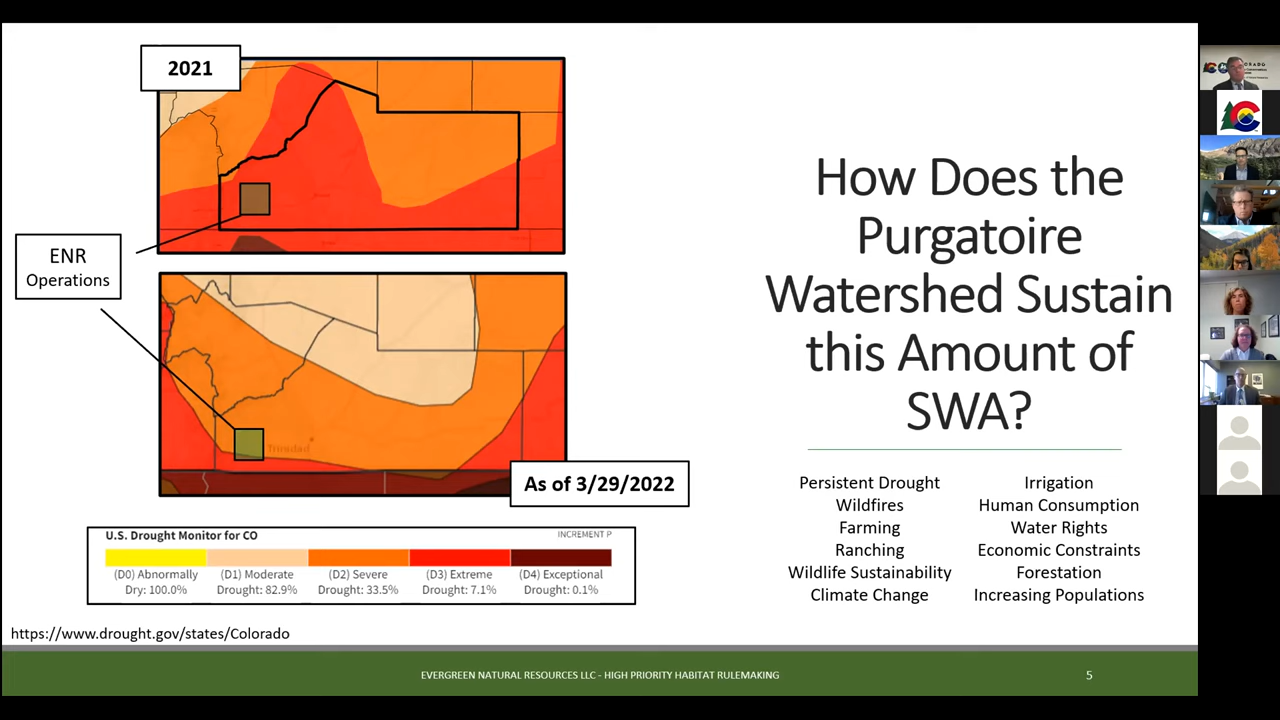 2021
ENR
Operations
Trinidad
As of 3/29/2022
U.S. Drought Monitor for CO
INCREMENT P
(D0) Abnormally
Dry: 100.0%
(D1) Moderate
Drought: 82.9%
(D2) Severe
Drought: 33.5%
(D3) Extreme
Drought: 7.1%
(D4) Exceptional
Drought: 0.1%
https://www.drought.gov/states/Colorado
How Does the
Purgatoire
Watershed Sustain
this Amount of
SWA?
Persistent Drought
Wildfires
Farming
Ranching
Wildlife Sustainability
Climate Change
Irrigation
Human Consumption
Water Rights
Economic Constraints
Forestation
Increasing Populations
EVERGREEN NATURAL RESOURCES LLC - HIGH PRIORITY HABITAT RULEMAKING
5